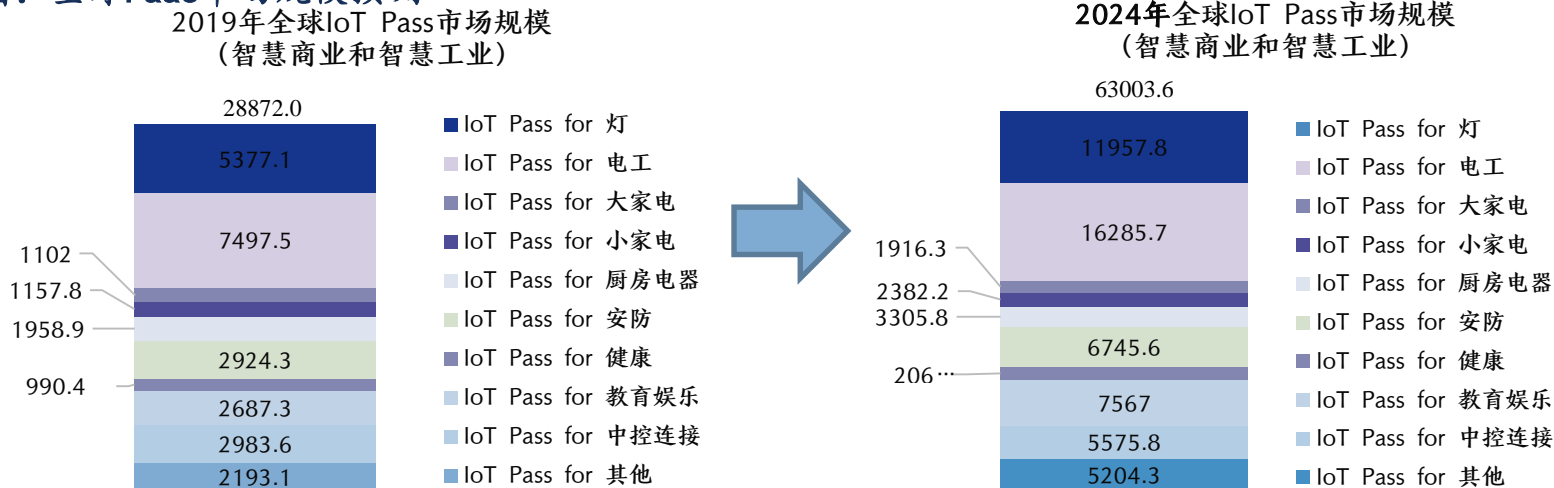 2019年全球IoT Pass市场规模
(智慧商业和智慧工业)
28872.0
5377.1
7497.5
1102
1157.8
1958.9
2924.3
990.4
2687.3
2983.6
2193.1
IoT Pass for 灯
IoT Pass for 电工
IoT Pass for 大家电
IoT Pass for 小家电
IoT Pass for 厨房电器
IoT Pass for 安防
IoT Pass for 健康
IoT Pass for 教育娱乐
IoT Pass for 中控连接
IoT Pass for 其他
2024年全球IoT Pass市场规模
(智慧商业和智慧工业)
63003.6
11957.8
16285.7
1916.3
2382.2
3305.8
6745.6
206…
7567
5575.8
5204.3
IoT Pass for 灯
IoT Pass for 电工
IoT Pass for 大家电
IoT Pass for 小家电
IoT Pass for 厨房电器
IoT Pass for 安防
IoT Pass for 健康
IoT Pass for 教育娱乐
IoT Pass for 中控连接
IoT Pass for 其他